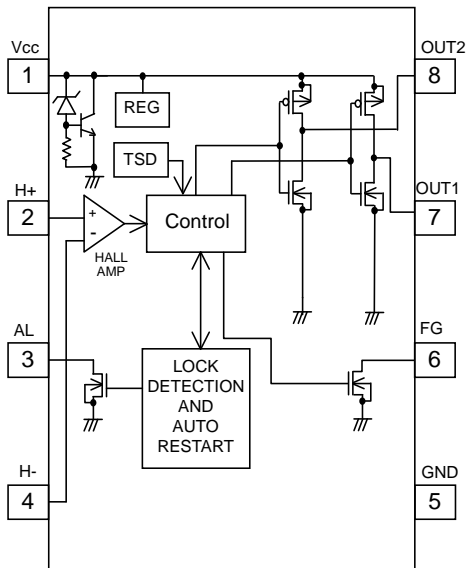 Vcc
OUT2
1
8
REG
TSD
H+
OUT1
2
+
-
Control
7
HALL
AMP
AL
FG
3
6
LOCK
DETECTION
AND
AUTO
RESTART
H-
GND
4
5